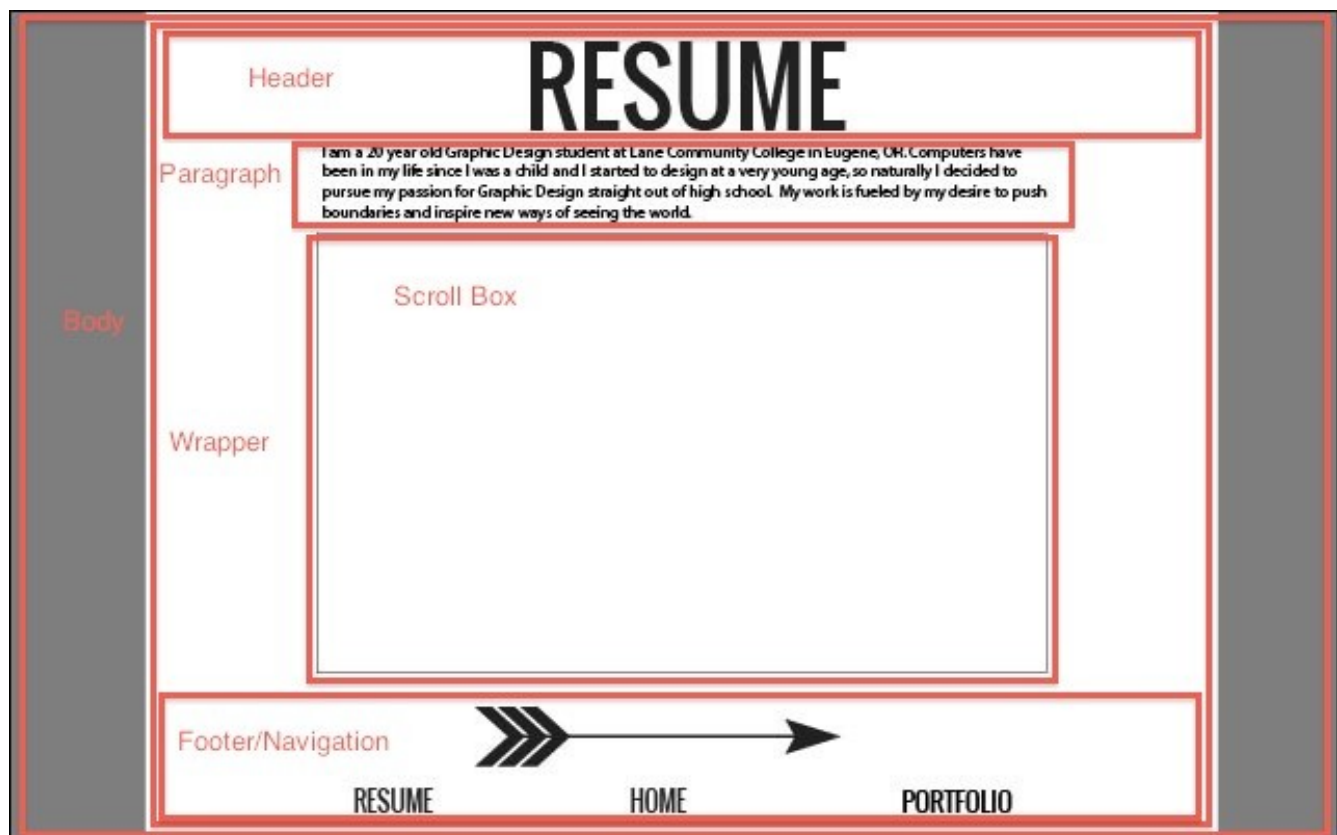 RESUME
Header
I am a 20 year old Graphic Design student at Lane Community College in Eugene, OR. Computers have
been in my life since I was a child and I started to design at a very young age, so naturally I decided to
pursue my passion for Graphic Design straight out of high school. My work is fueled by my desire to push
boundaries and inspire new ways of seeing the world.
Paragraph
Scroll Box
Body
Wrapper
Footer/Navigation
RESUME HOME PORTFOLIO